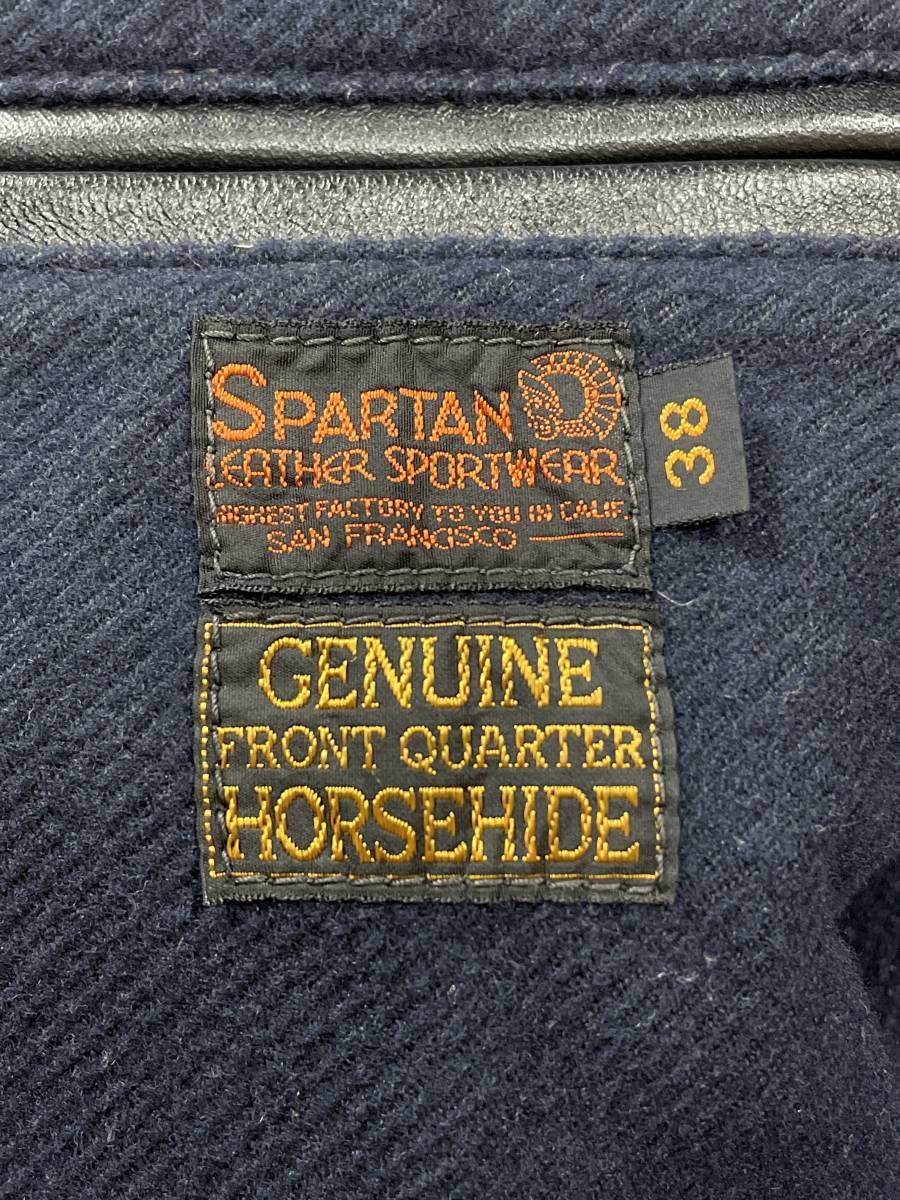 SPARTAN
LEATHER SPORTWEAR
HIGHEST FACTORY TO YOU IN CALIF.
SAN FRANCISCO
38
GENUINE
FRONT QUARTER
HORSEHIDE